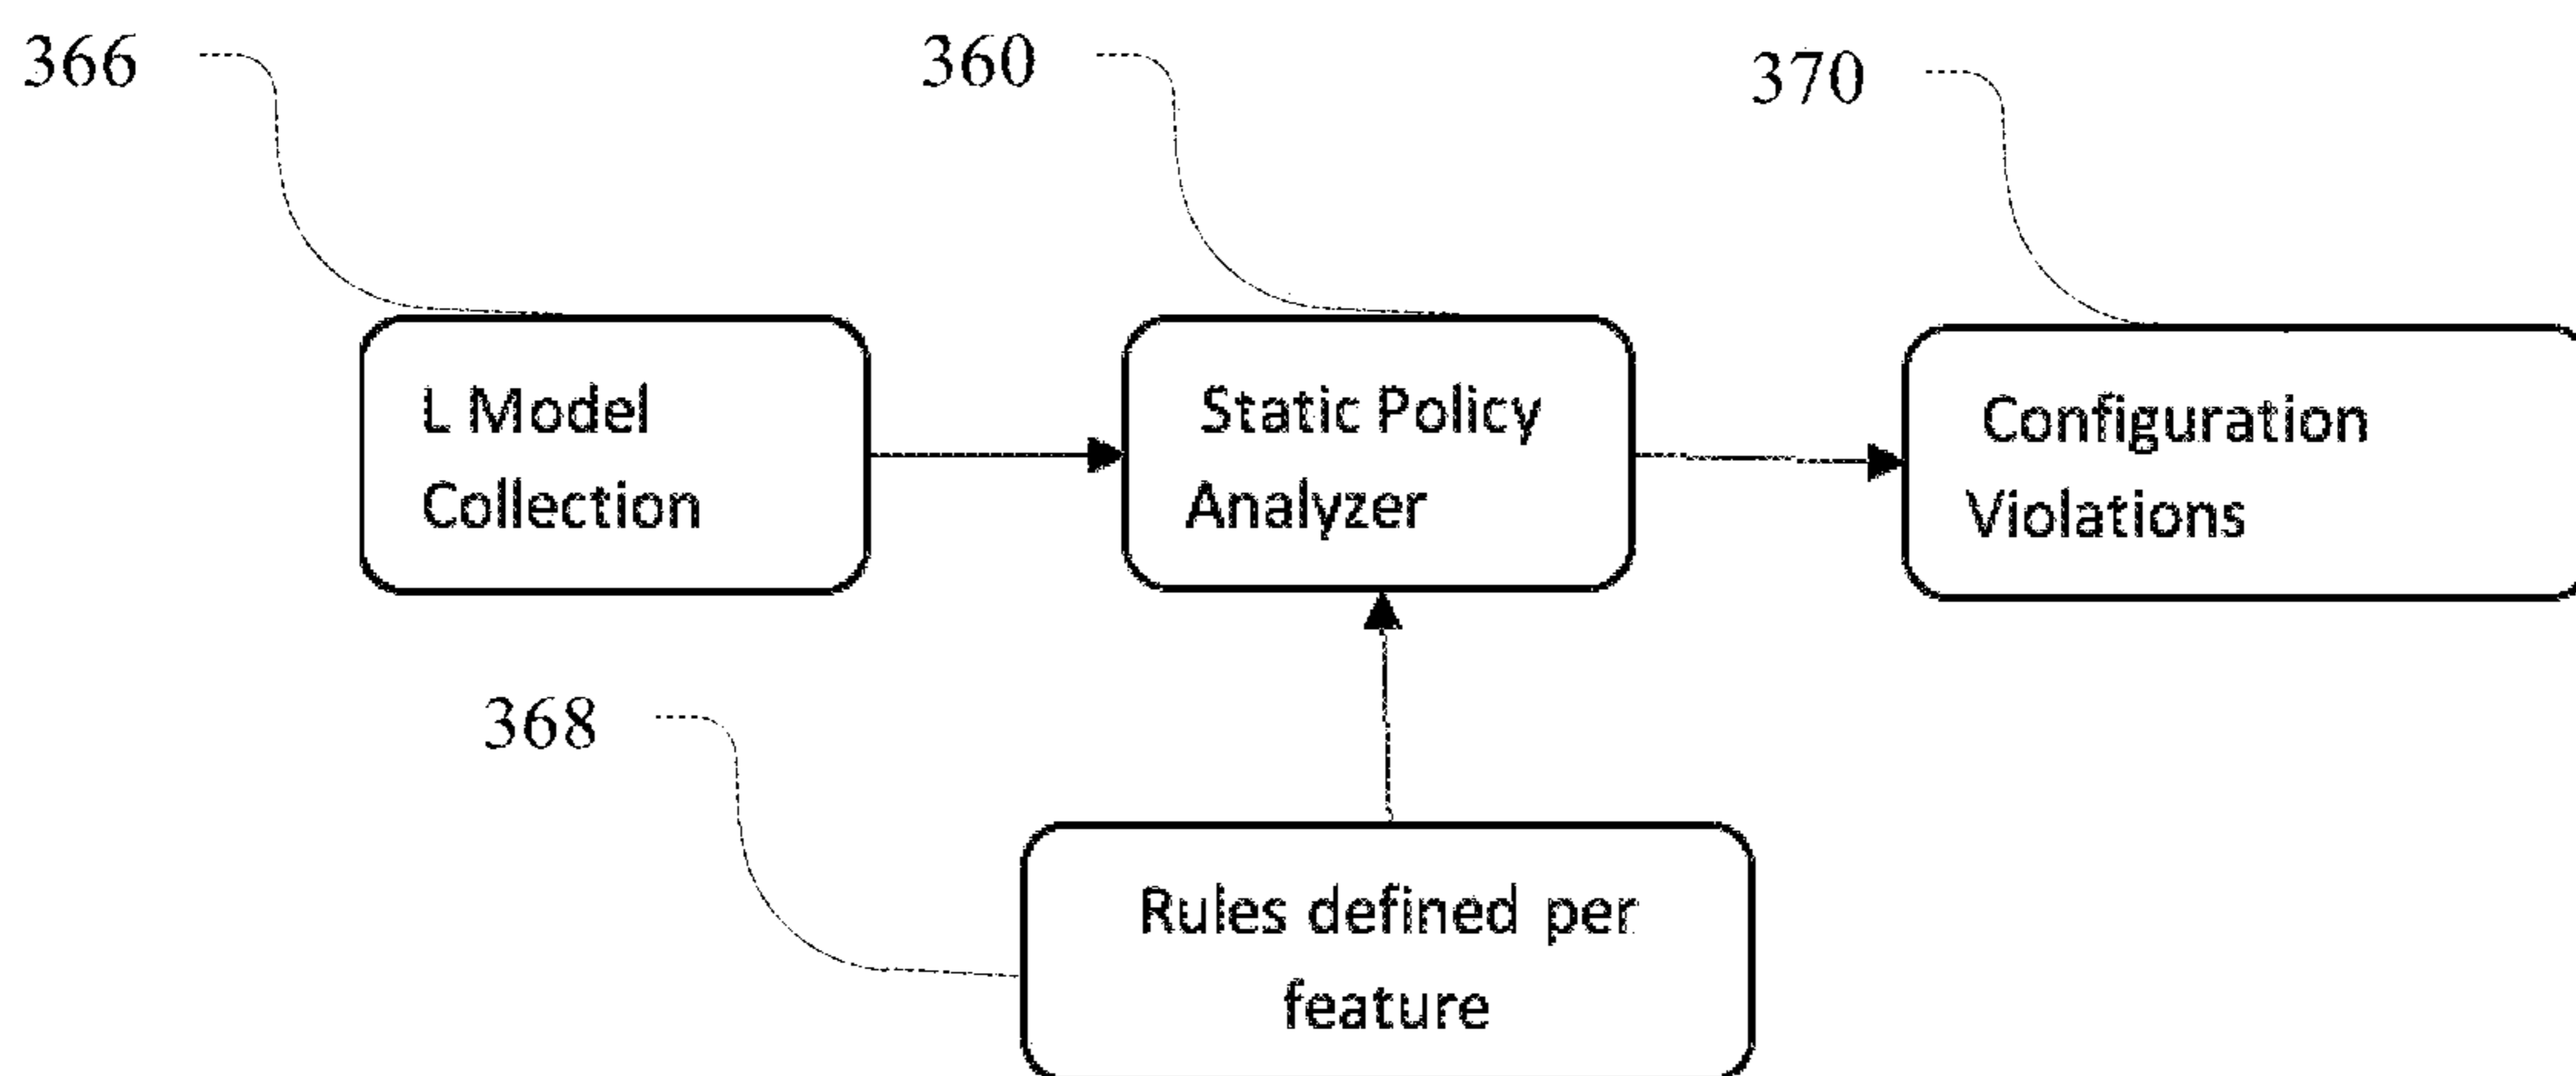 366
360
370
L Model
Collection
Static Policy
Analyzer
Configuration
Violations
368
Rules defined per
feature